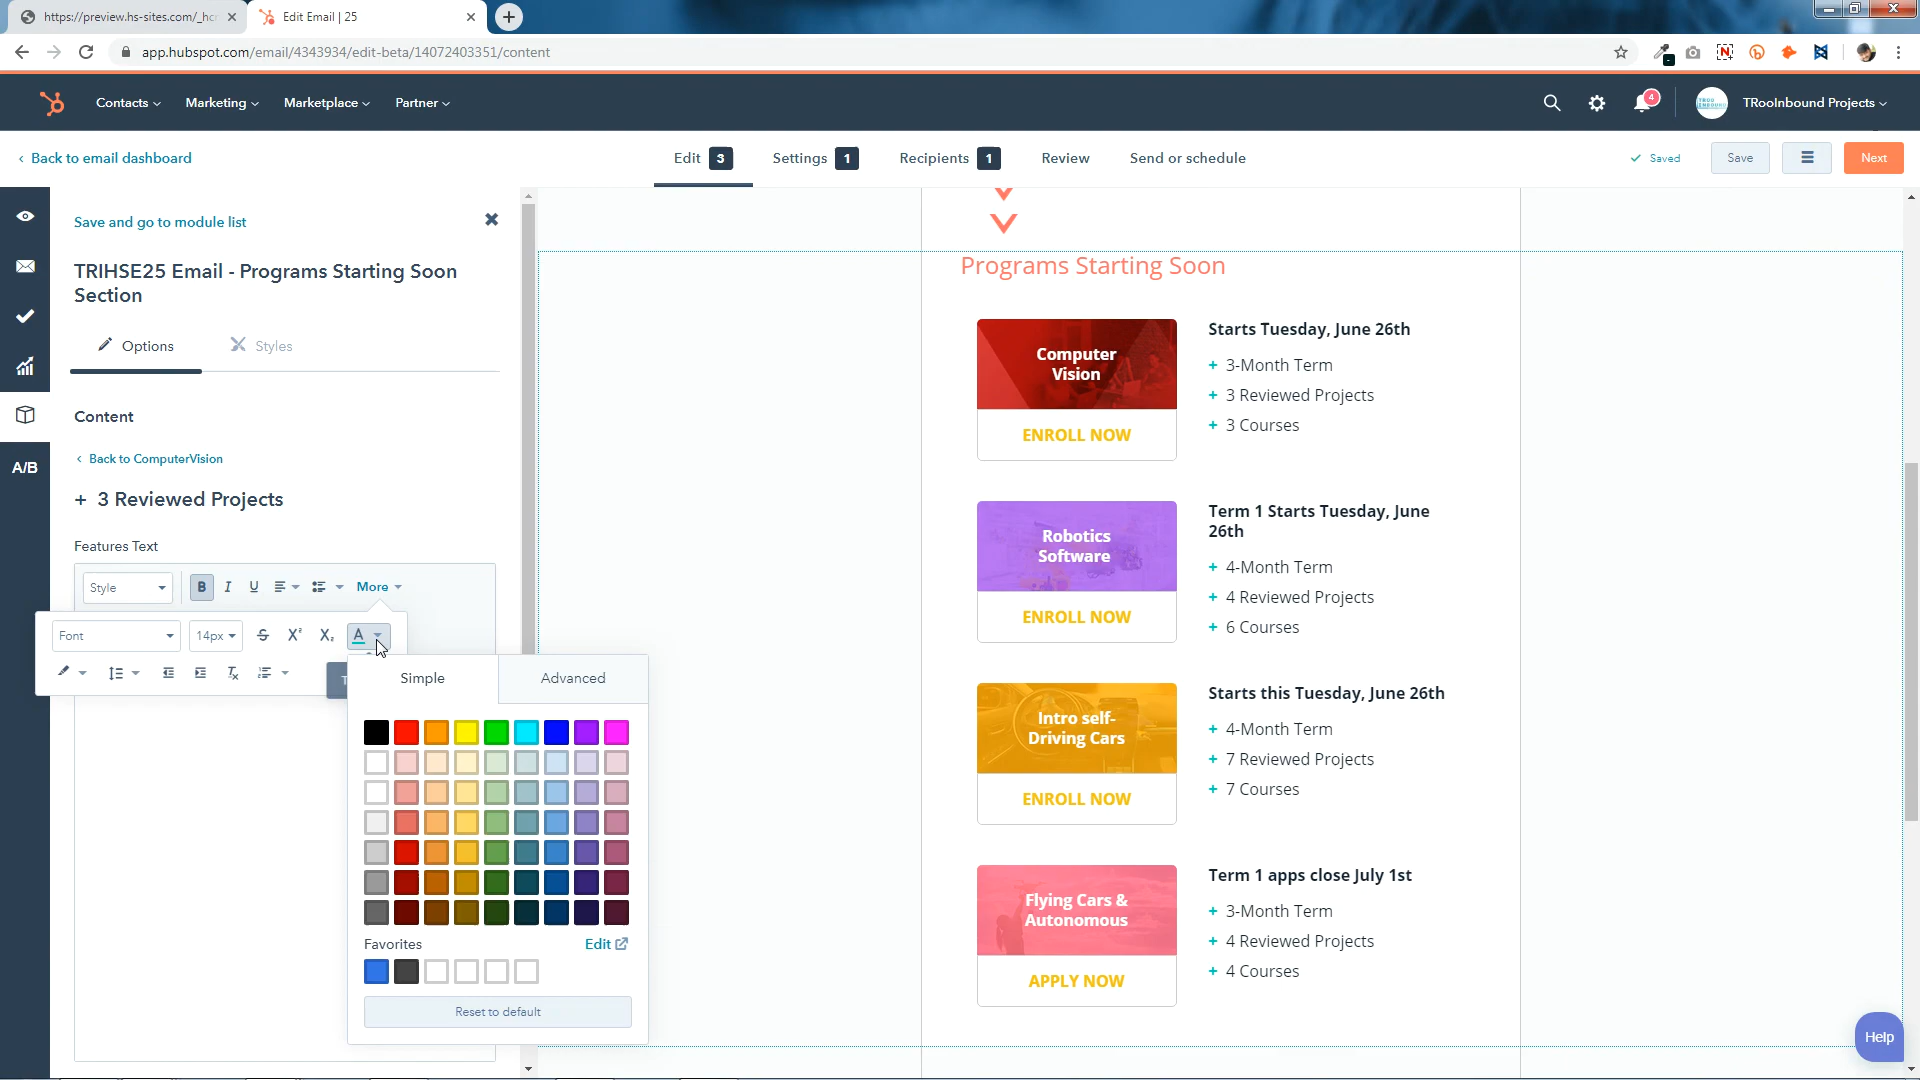 https://preview.hs-sites.com/_hcm
Edit Email | 25
app.hubspot.com/email/4343934/edit-beta/14072403351/content
Contacts
Marketing
Marketplace
Partner
4
TRooInbound Projects
Back to email dashboard
Edit 3
Settings 1
Recipients 1
Review
Send or schedule
Saved
Save
Next
Save and go to module list
TRIHSE25 Email - Programs Starting Soon
Section
Options
Styles
Content
Back to ComputerVision
+ 3 Reviewed Projects
Features Text
Style
B
I
U
More
Font
14px
S
X²
X₂
A
Simple
Advanced
Favorites
Edit
Reset to default
A/B
Programs Starting Soon
Computer
Vision
ENROLL NOW
Starts Tuesday, June 26th
+ 3-Month Term
+ 3 Reviewed Projects
+ 3 Courses
Robotics
Software
ENROLL NOW
Term 1 Starts Tuesday, June
26th
+ 4-Month Term
+ 4 Reviewed Projects
+ 6 Courses
Intro self-
Driving Cars
ENROLL NOW
Starts this Tuesday, June 26th
+ 4-Month Term
+ 7 Reviewed Projects
+ 7 Courses
Flying Cars &
Autonomous
APPLY NOW
Term 1 apps close July 1st
+ 3-Month Term
+ 4 Reviewed Projects
+ 4 Courses
Help